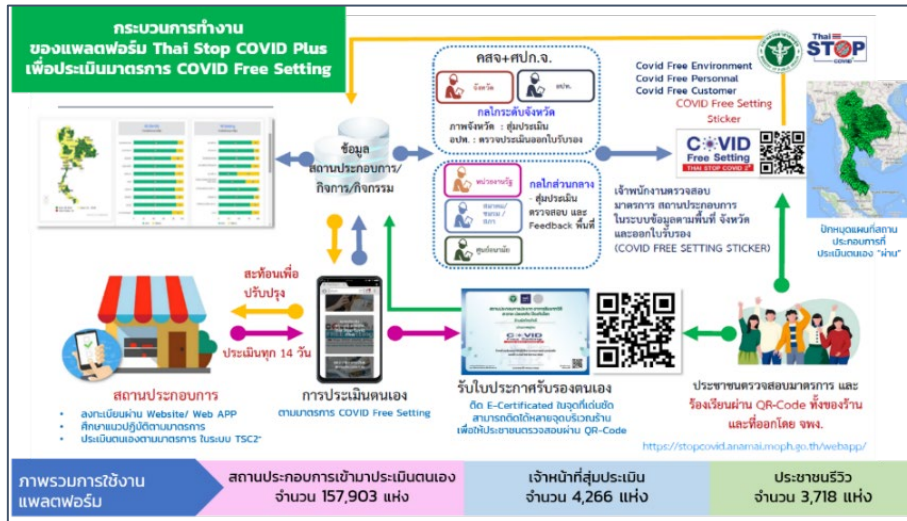 กระบวนการทำงาน
ของแพลตฟอร์ม Thai Stop COVID Plus
เพื่อประเมินมาตรการ COVID Free Setting
ข้อมูล
สถานประกอบการ/
กิจการ/กิจกรรม
คสจ+ศปก.จ.
จังหวัด
อปท.
กลไกระดับจังหวัด
ภาพจังหวัด : สุ่มประเมิน
อปท. : ตรวจประเมินออกใบรับรอง
หน่วยงานรัฐ
สมาคม/
ชมรม /
สภา
ศูนย์อนามัย
กลไกส่วนกลาง
- สุ่มประเมิน
ตรวจสอบ และ
Feedback พื้นที่
Covid Free Environment
Covid Free Personnal
Covid Free Customer
COVID Free Setting
Sticker
Thai
STOP
COVID
COVID
Free Setting
THAI STOP COVID 2+
เจ้าพนักงานตรวจสอบ
มาตรการ สถานประกอบการ
ในระบบข้อมูลตามพื้นที่ จังหวัด
และออกใบรับรอง
(COVID FREE SETTING STICKER)
ปักหมุดแผนที่สถาน
ประกอบการที่
ประเมินตนเอง "ผ่าน"
สะท้อนเพื่อ
ปรับปรุง
ประเมินทุก 14 วัน
สถานประกอบการ
• ลงทะเบียนผ่าน Website/ Web APP
• ศึกษาแนวปฏิบัติตามมาตรการ
• ประเมินตนเองตามมาตรการ ในระบบ TSC2+
การประเมินตนเอง
ตามมาตรการ COVID Free Setting
COVID
รับใบประกาศรับรองตนเอง
ติด E-Certificated ในจุดที่เด่นชัด
สามารถติดได้หลายจุดบริเวณร้าน
เพื่อให้ประชาชนตรวจสอบผ่าน QR-Code
ประชาชนตรวจสอบมาตรการ และ
ร้องเรียนผ่าน QR-Code ทั้งของร้าน
และที่ออกโดย จพง.
https://stopcovid.anamai.moph.go.th/webapp/
ภาพรวมการใช้งาน
แพลตฟอร์ม
สถานประกอบการเข้ามาประเมินตนเอง
จำนวน 157,903 แห่ง
เจ้าหน้าที่สุ่มประเมิน
จำนวน 4,266 แห่ง
ประชาชนรีวิว
จำนวน 3,718 แห่ง